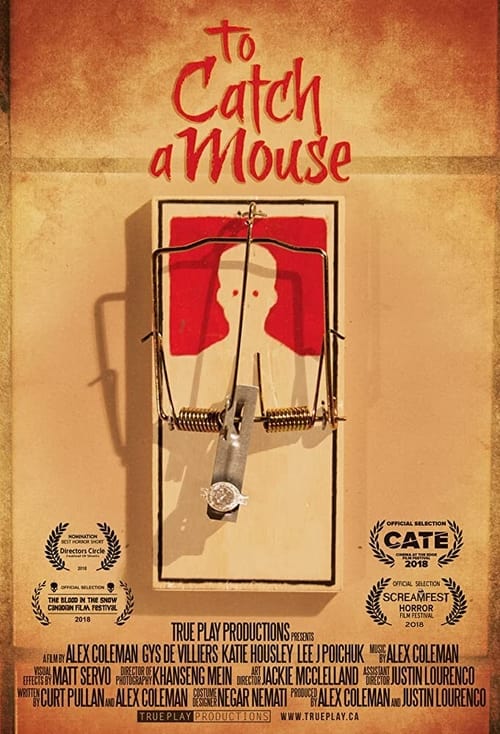 To
Catch
a Mouse
NOMINATION
BEST HORROR SHORT
Directors Circle
Festival Of Shorts
2018
OFFICIAL SELECTION
CATE
CINEMA AT THE EDGE
FILM FESTIVAL
2018
OFFICIAL SELECTION
THE BLOOD IN THE SNOW
CANADIAN FILM FESTIVAL
2018
OFFICIAL SELECTION
SCREAMFEST
HORROR
FILM FESTIVAL
2018
TRUE PLAY PRODUCTIONS PRESENTS
A FILM BY ALEX COLEMAN GYS DE VILLIERS KATIE HOUSLEY LEE J POICHUK MUSIC BY ALEX COLEMAN
VISUAL EFFECTS BY MATT SERVO DIRECTOR OF PHOTOGRAPHY KHANSENG MEIN ART DIRECTOR JACKIE MCCLELLAND ASSISTANT DIRECTOR JUSTIN LOURENCO
WRITTEN BY CURT PULLAN AND ALEX COLEMAN COSTUME DESIGNER NEGAR NEMATI PRODUCED BY ALEX COLEMAN AND JUSTIN LOURENCO
TRUE PLAY PRODUCTIONS WWW.TRUEPLAY.CA